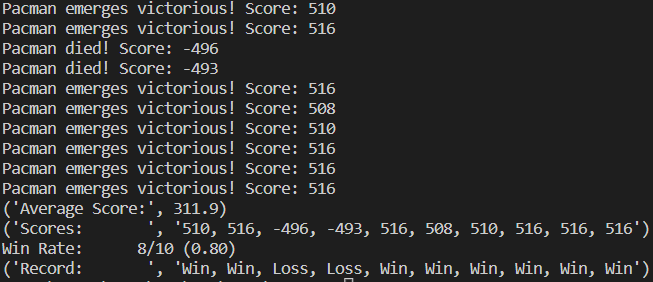 Pacman emerges victorious! Score: 510
Pacman emerges victorious! Score: 516
Pacman died! Score: -496
Pacman died! Score: -493
Pacman emerges victorious! Score: 516
Pacman emerges victorious! Score: 508
Pacman emerges victorious! Score: 510
Pacman emerges victorious! Score: 516
Pacman emerges victorious! Score: 516
Pacman emerges victorious! Score: 516
('Average Score:', 311.9)
('Scores:       ', '510, 516, -496, -493, 516, 508, 510, 516, 516, 516')
Win Rate:      8/10 (0.80)
('Record:       ', 'Win, Win, Loss, Loss, Win, Win, Win, Win, Win, Win')